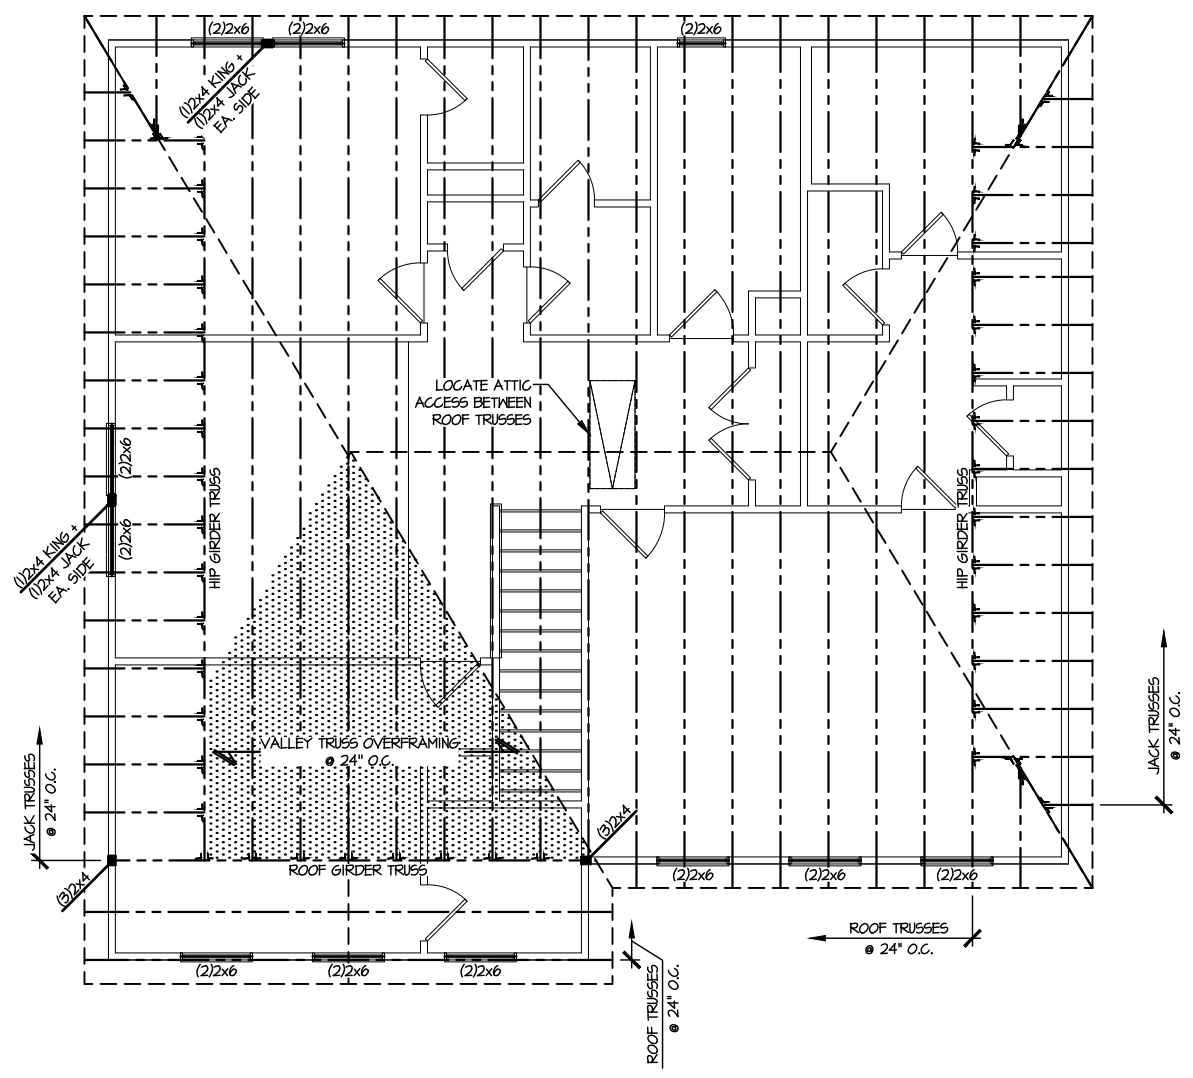 (2)2x6
(2)2x6
(2)2x6
(1)2x4 KING +
(1)2x4 JACK
EA. SIDE
LOCATE ATTIC
ACCESS BETWEEN
ROOF TRUSSES
(2)2x6
(2)2x6
HIP GIRDER TRUSS
HIP GIRDER TRUSS
(1)2x4 KING +
(1)2x4 JACK
EA. SIDE
JACK TRUSSES
@ 24" O.C.
VALLEY TRUSS OVERFRAMING
@ 24" O.C.
JACK TRUSSES
@ 24" O.C.
(3)2x4
ROOF GIRDER TRUSS
(3)2x4
(2)2x6
(2)2x6
(2)2x6
ROOF TRUSSES
@ 24" O.C.
(2)2x6
(2)2x6
(2)2x6
ROOF TRUSSES
@ 24" O.C.